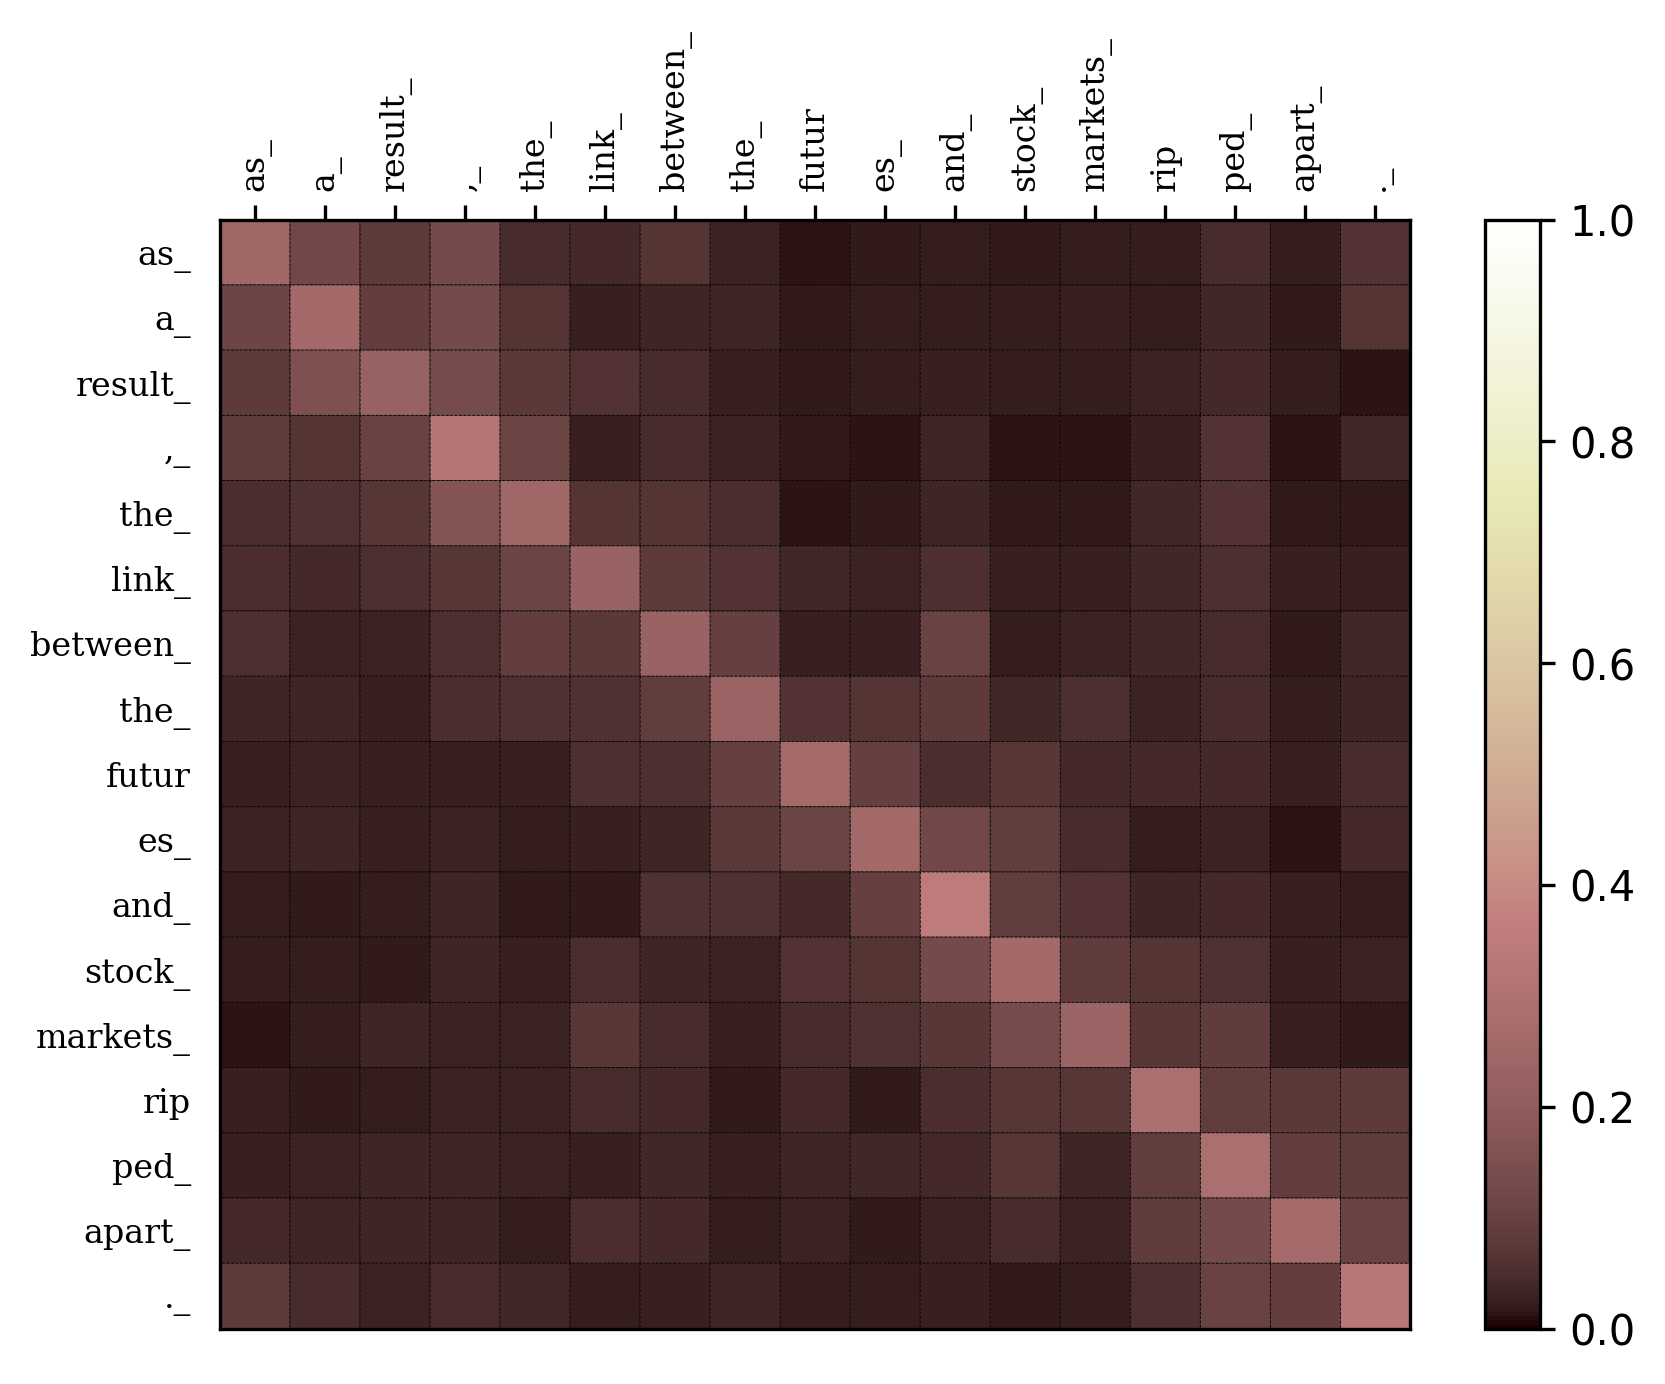 as_ a_ result_ ,_ the_ link_ between_ the_ futur es_ and_ stock_ markets_ rip ped_ apart_ ._
as_
a_
result_
,_
the_
link_
between_
the_
futur
es_
and_
stock_
markets_
rip
ped_
apart_
._
1.0
0.8
0.6
0.4
0.2
0.0